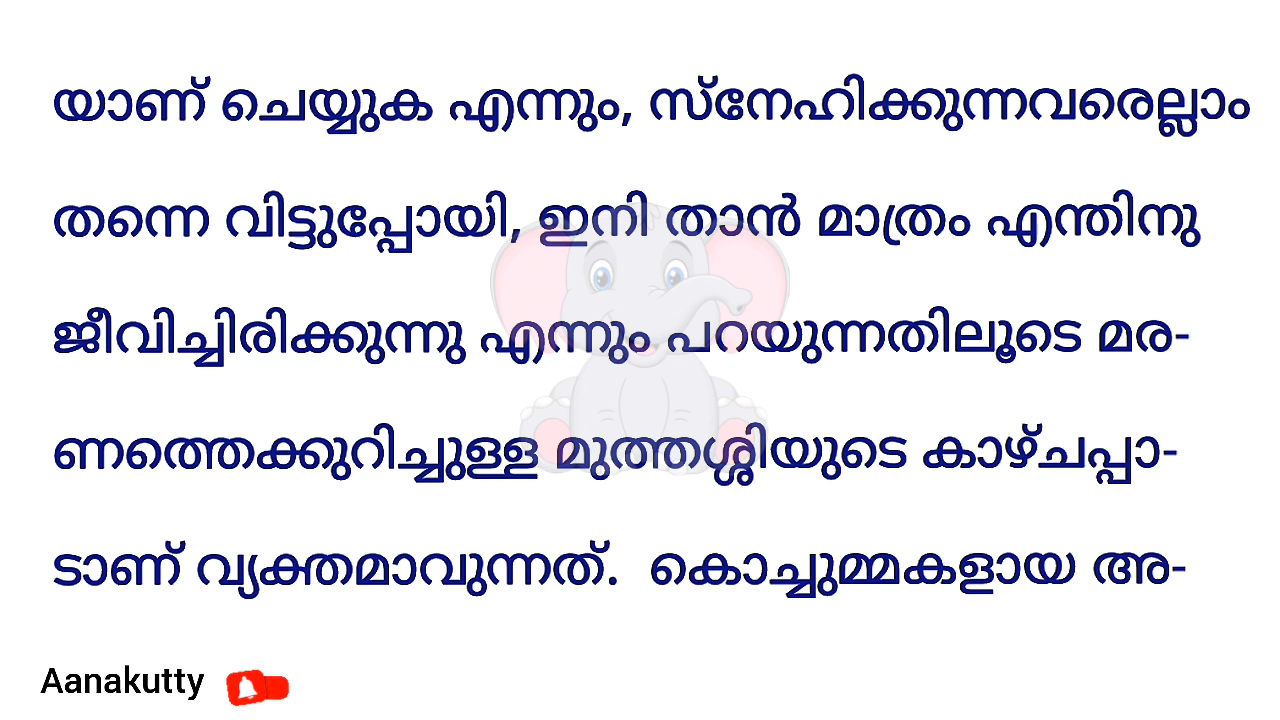 യാണ് ചെയ്യുക എന്നും, സ്നേഹിക്കുന്നവരെല്ലാം
തന്നെ വിട്ടുപ്പോയി, ഇനി താൻ മാത്രം എന്തിനു
ജീവിച്ചിരിക്കുന്നു എന്നും പറയുന്നതിലൂടെ മര-
ണത്തെക്കുറിച്ചുള്ള മുത്തശ്ശിയുടെ കാഴ്ചപ്പാ-
ടാണ് വ്യക്തമാവുന്നത്. കൊച്ചുമ്മകളായ അ-
Aanakutty